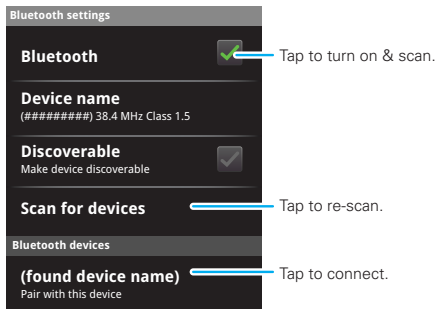 Bluetooth settings
Bluetooth
Tap to turn on & scan.
Device name
(#########) 38.4 MHz Class 1.5
Discoverable
Make device discoverable
Scan for devices
Tap to re-scan.
Bluetooth devices
(found device name)
Tap to connect.
Pair with this device